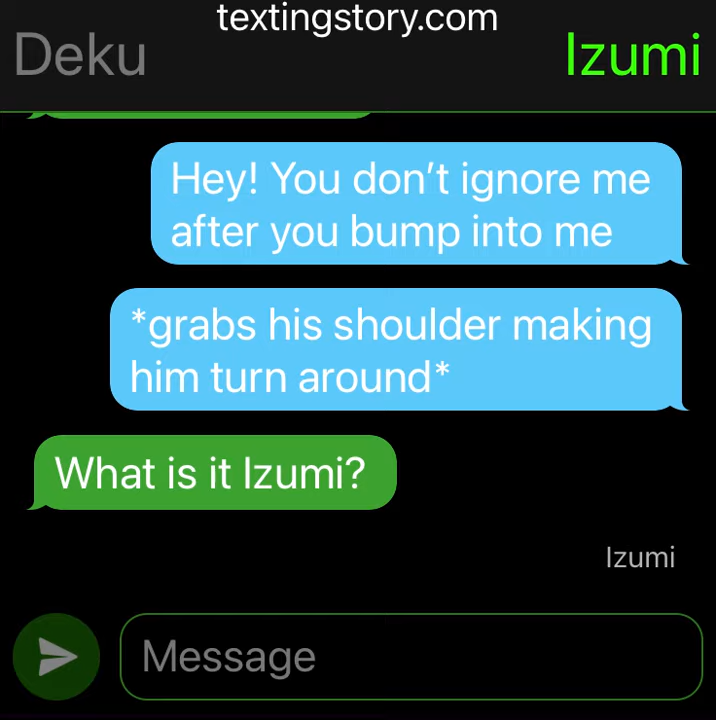 textingstory.com
Deku
Izumi
Hey! You don’t ignore me
after you bump into me
*grabs his shoulder making
him turn around*
What is it Izumi?
Izumi
Message